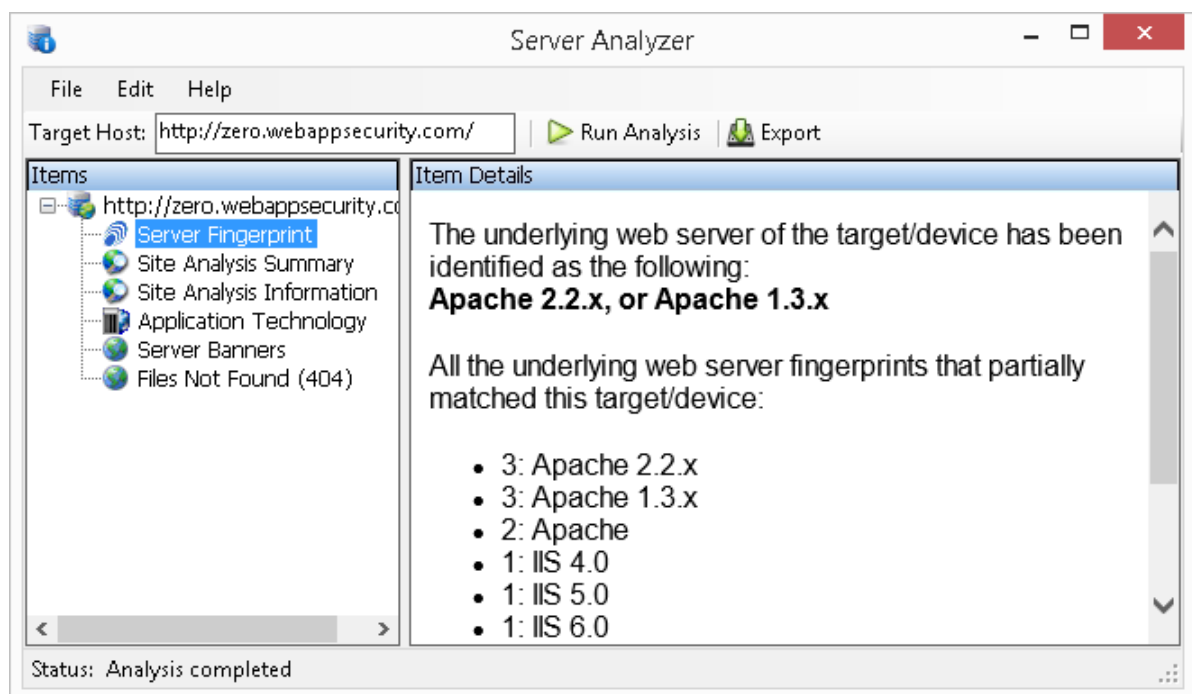 Server Analyzer
File Edit Help
Target Host: http://zero.webappsecurity.com/ Run Analysis Export
Items
http://zero.webappsecurity.co
Server Fingerprint
Site Analysis Summary
Site Analysis Information
Application Technology
Server Banners
Files Not Found (404)
Item Details
The underlying web server of the target/device has been
identified as the following:
Apache 2.2.x, or Apache 1.3.x
All the underlying web server fingerprints that partially
matched this target/device:
• 3: Apache 2.2.x
• 3: Apache 1.3.x
• 2: Apache
• 1: IIS 4.0
• 1: IIS 5.0
• 1: IIS 6.0
Status: Analysis completed